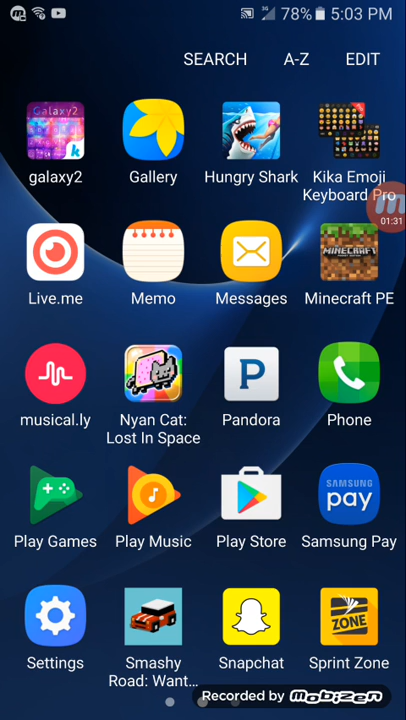 78% 5:03 PM
SEARCH A-Z EDIT
Galaxy2
galaxy2 Gallery Hungry Shark Kika Emoji
Keyboard Pro
01:31
MINECRAFT
Live.me Memo Messages Minecraft PE
P
musical.ly Nyan Cat: Pandora Phone
Lost In Space
SAMSUNG
pay
Play Games Play Music Play Store Samsung Pay
ZONE
Settings Smashy Snapchat Sprint Zone
Road: Want...
Recorded by MOBIZEN